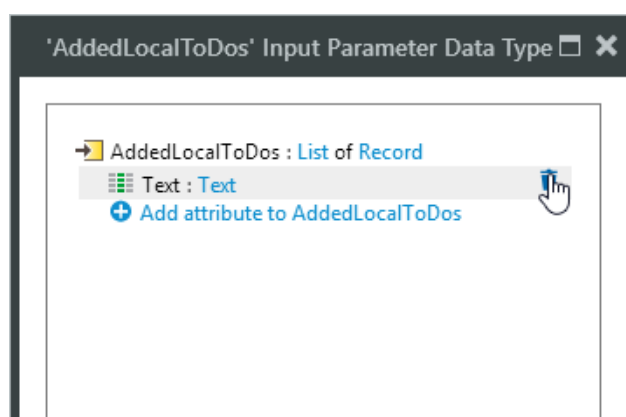 'AddedLocalToDos' Input Parameter Data Type
AddedLocalToDos : List of Record
Text : Text
Add attribute to AddedLocalToDos